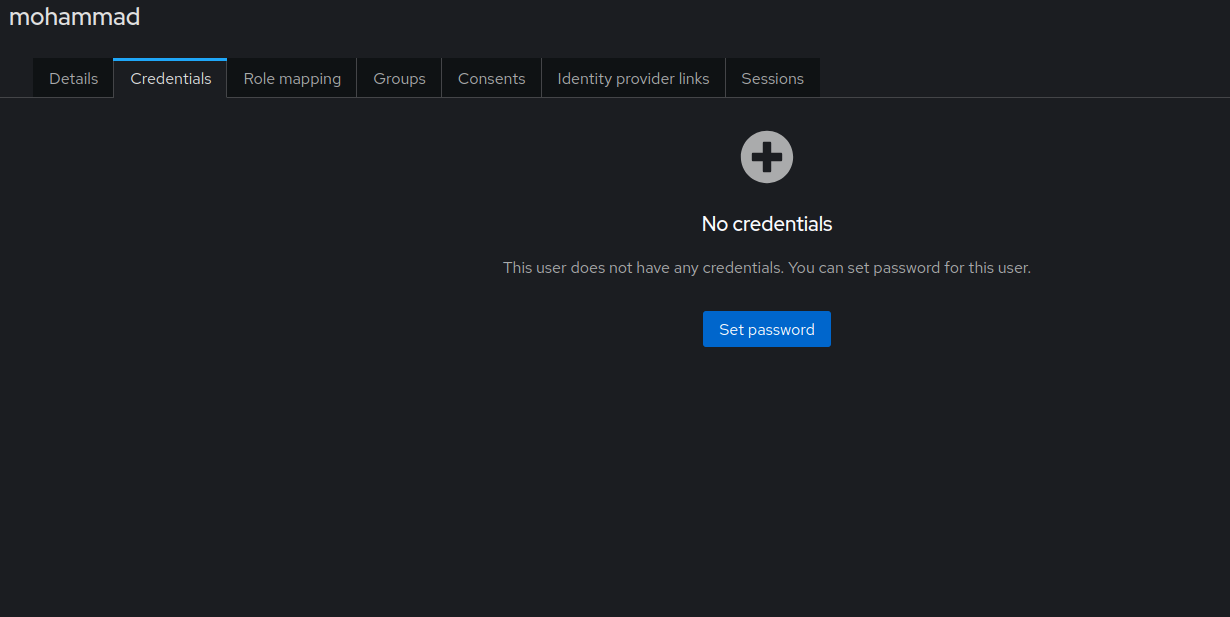 mohammad
Details Credentials Role mapping Groups Consents Identity provider links Sessions
No credentials
This user does not have any credentials. You can set password for this user.
Set password